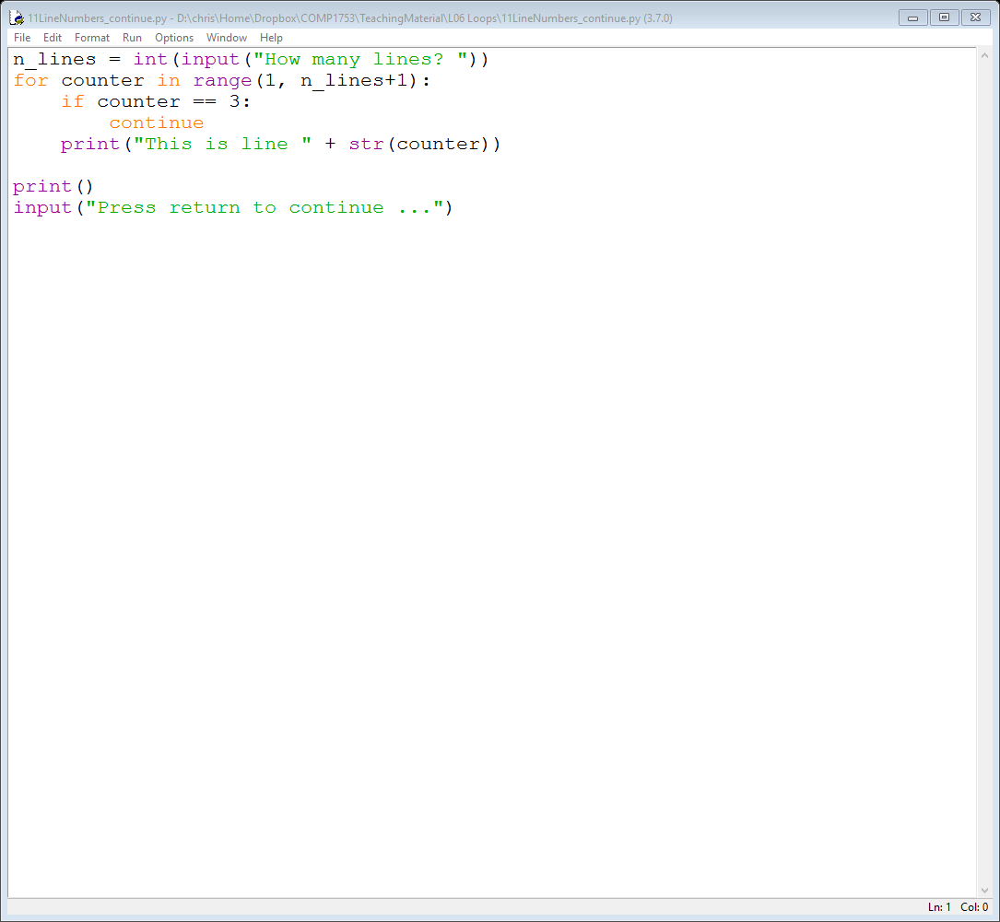 11LineNumbers_continue.py - D:\chris\Home\Dropbox\COMP1753\TeachingMaterial\L06 Loops\11LineNumbers_continue.py (3.7.0)
File Edit Format Run Options Window Help
n_lines = int(input("How many lines? "))
for counter in range(1, n_lines+1):
    if counter == 3:
        continue
    print("This is line " + str(counter))

print()
input("Press return to continue ...")
Ln: 1 Col: 0